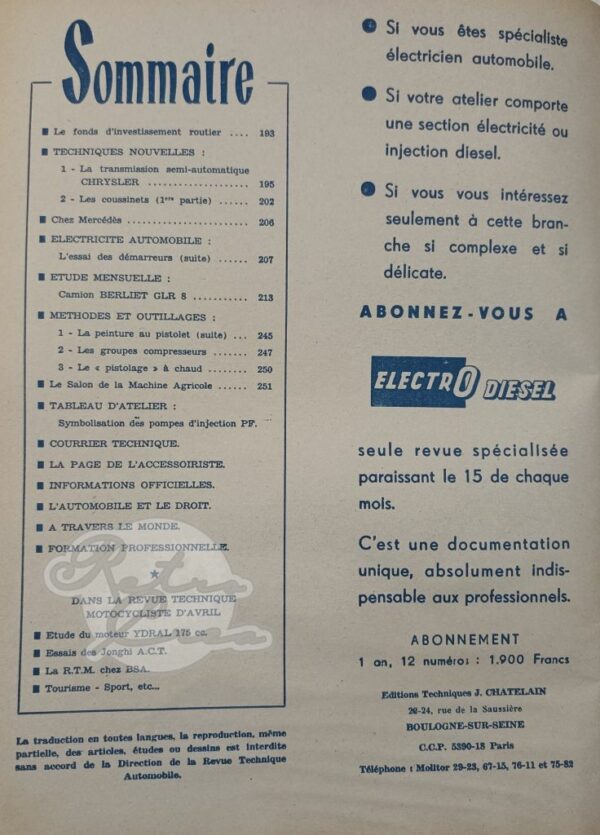 Sommaire
■ Le fonds d'investissement routier .... 193
■ TECHNIQUES NOUVELLES :
1 - La transmission semi-automatique
CHRYSLER .................. 195
2 - Les coussinets (1ère partie) ...... 202
■ Chez Mercédès ...................... 206
■ ELECTRICITE AUTOMOBILE :
L'essai des démarreurs (suite) ...... 207
■ ETUDE MENSUELLE :
Camion BERLIET GLR 8 .......... 213
■ METHODES ET OUTILLAGES :
1 - La peinture au pistolet (suite) ... 245
2 - Les groupes compresseurs ...... 247
3 - Le « pistolage » à chaud ........ 250
■ Le Salon de la Machine Agricole ...... 251
■ TABLEAU D'ATELIER :
Symbolisation des pompes d'injection PF.
■ COURRIER TECHNIQUE.
■ LA PAGE DE L'ACCESSOIRISTE.
■ INFORMATIONS OFFICIELLES.
■ L'AUTOMOBILE ET LE DROIT.
■ A TRAVERS LE MONDE.
■ FORMATION PROFESSIONNELLE.
★
DANS LA REVUE TECHNIQUE
MOTOCYCLISTE D'AVRIL
■ Etude du moteur YDRAL 175 cc.
■ Essais des Jonghi A.C.T.
■ La R.T.M. chez BSA.
■ Tourisme - Sport, etc...
La traduction en toutes langues, la reproduction, même
partielle, des articles, études ou dessins est interdite
sans accord de la Direction de la Revue Technique
Automobile.
● Si vous êtes spécialiste
électricien automobile.
● Si votre atelier comporte
une section électricité ou
injection diesel.
● Si vous vous intéressez
seulement à cette bran-
che si complexe et si
délicate.
ABONNEZ-VOUS A
ELECTRO DIESEL
seule revue spécialisée
paraissant le 15 de chaque
mois.
C'est une documentation
unique, absolument indis-
pensable aux professionnels.
ABONNEMENT
1 an, 12 numéros : 1.900 Francs
Editions Techniques J. CHATELAIN
20-24, rue de la Saussière
BOULOGNE-SUR-SEINE
C.C.P. 5390-18 Paris
Téléphone : Molitor 29-23, 67-15, 76-11 et 75-82
Retro